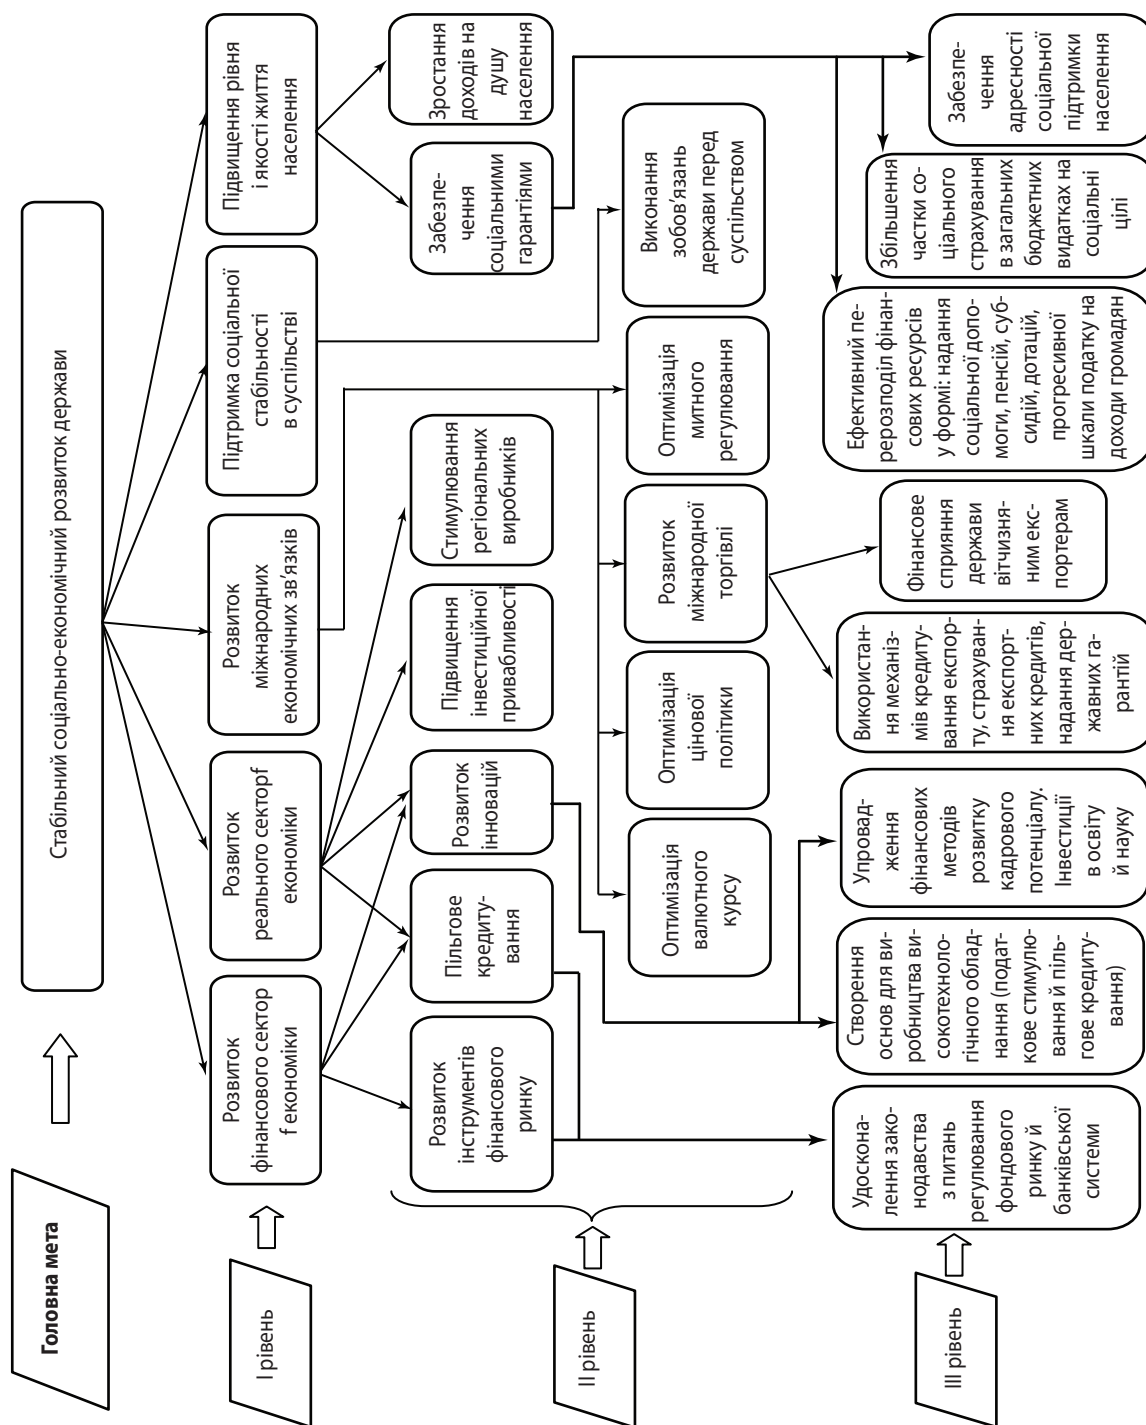 Головна мета
Стабільний соціально-економічний розвиток держави
І рівень
Розвиток
фінансового сектор
f економіки
Розвиток
реального секторf
економіки
Розвиток
міжнародних
економічних зв’язків
Підтримка соціальної
стабільності
в суспільстві
Підвищення рівня
і якості життя
населення
ІІ рівень
Розвиток
інструментів
фінансового
ринку
Пільгове
кредиту-
вання
Розвиток
інновацій
Підвищення
інвестиційної
привабливості
Стимулювання
регіональних
виробників
Забезпе-
чення
соціальними
гарантіями
Зростання
доходів на
душу
населення
Оптимізація
валютного
курсу
Оптимізація
цінової
політики
Розвиток
міжнародної
торгівлі
Оптимізація
митного
регулювання
Виконання
зобов'язань
держави перед
суспільством
ІІІ рівень
Удоскона-
лення зако-
нодавства
з питань
регулювання
фондового
ринку й
банківської
системи
Створення
основ для ви-
робництва ви-
сокотехноло-
гічного облад-
нання (подат-
кове стимулю-
вання й піль-
гове кредиту-
вання)
Упровад-
ження
фінансових
методів
розвитку
кадрового
потенціалу.
Інвестиції
в освіту
й науку
Використан-
ня механіз-
мів кредиту-
вання експор-
ту, страхуван-
ня експорт-
них кредитів,
надання дер-
жавних га-
рантій
Фінансове
сприяння
держави
вітчизня-
ним екс-
портерам
Ефективний пе-
рерозподіл фінан-
сових ресурсів
у формі: надання
соціальної допо-
моги, пенсій, суб-
сидій, дотацій,
прогресивної
шкали податку на
доходи громадян
Збільшення
частки со-
ціального
страхування
в загальних
бюджетних
видатках на
соціальні
цілі
Забезпе-
чення
адресності
соціальної
підтримки
населення